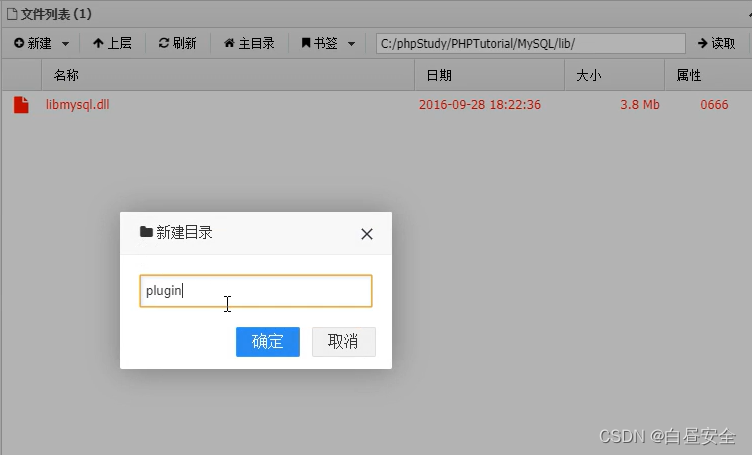 文件列表 (1)
新建 上层 刷新 主目录 书签 C:/phpStudy/PHPTutorial/MySQL/lib/ 读取
名称 日期 大小 属性
libmysql.dll 2016-09-28 18:22:36 3.8 Mb 0666
新建目录
plugin
确定 取消
CSDN @白昼安全